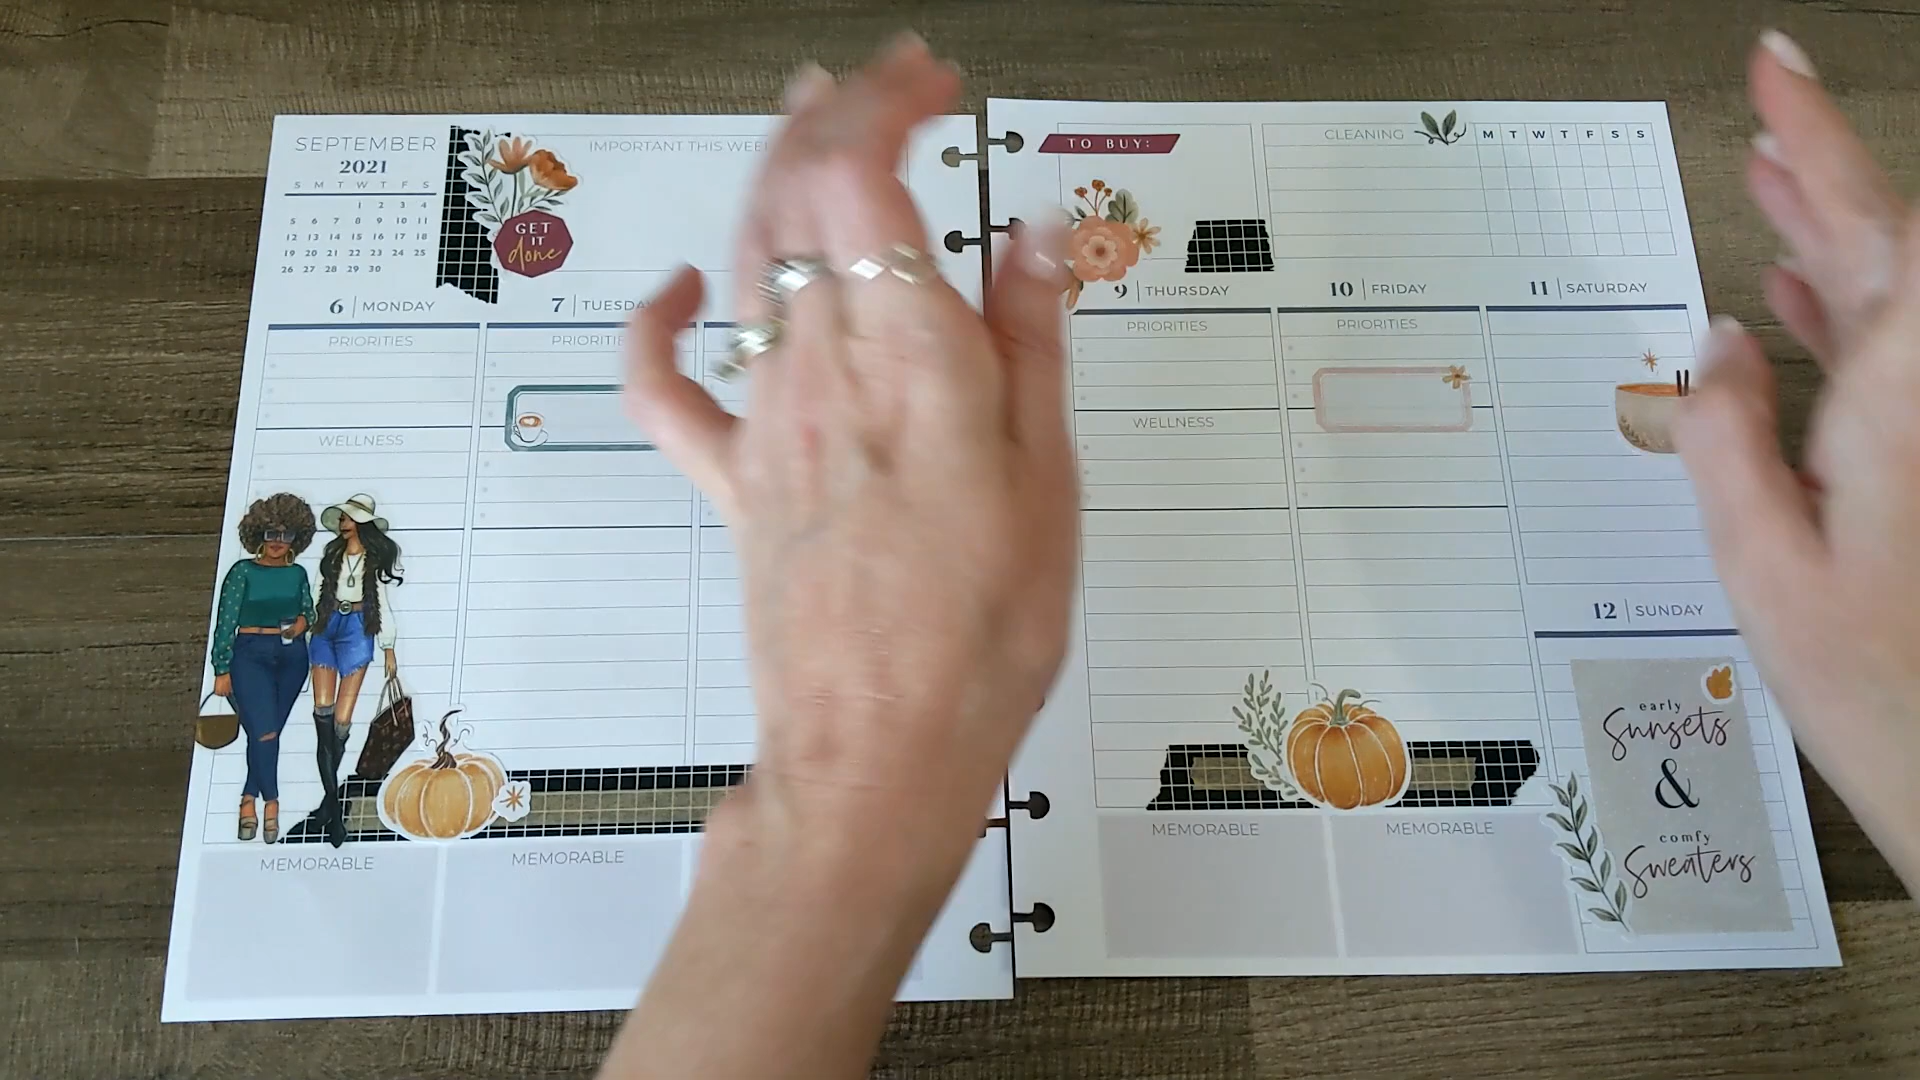 SEPTEMBER
2021
S M T W T F S
1 2 3 4
5 6 7 8 9 10 11
12 13 14 15 16 17 18
19 20 21 22 23 24 25
26 27 28 29 30
GET
IT
done
IMPORTANT THIS WEE
6 MONDAY
7 TUESDAY
PRIORITIES
PRIORITIE
WELLNESS
MEMORABLE
MEMORABLE
TO BUY:
CLEANING
M T W T F S S
9 THURSDAY
10 FRIDAY
11 SATURDAY
PRIORITIES
PRIORITIES
WELLNESS
12 SUNDAY
early
Sunsets
&
comfy
Sweaters
MEMORABLE
MEMORABLE